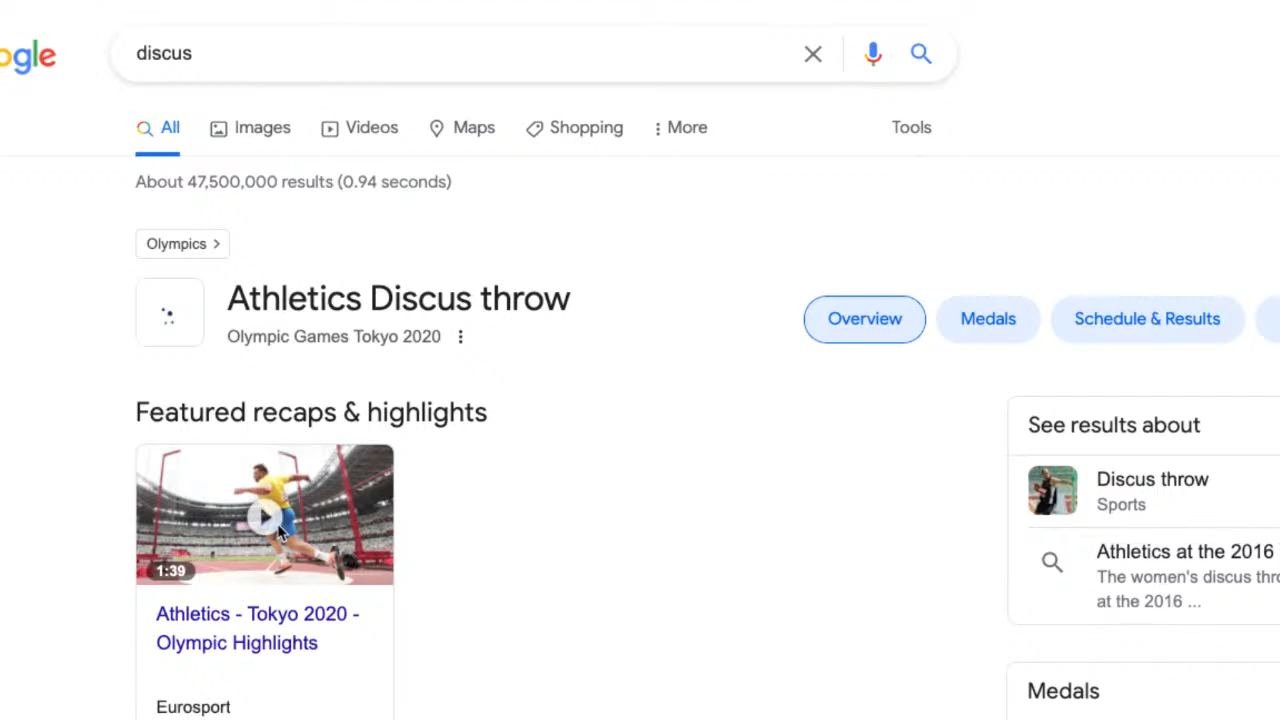 ogle
discus
All
Images
Videos
Maps
Shopping
More
Tools
About 47,500,000 results (0.94 seconds)
Olympics
Athletics Discus throw
Olympic Games Tokyo 2020
Overview
Medals
Schedule & Results
Featured recaps & highlights
1:39
Athletics - Tokyo 2020 -
Olympic Highlights
Eurosport
See results about
Discus throw
Sports
Athletics at the 2016
The women's discus thr
at the 2016 ...
Medals